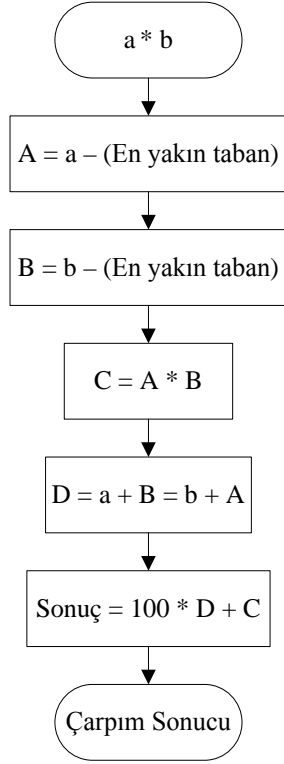 a * b
A = a – (En yakın taban)
B = b – (En yakın taban)
C = A * B
D = a + B = b + A
Sonuç = 100 * D + C
Çarpım Sonucu